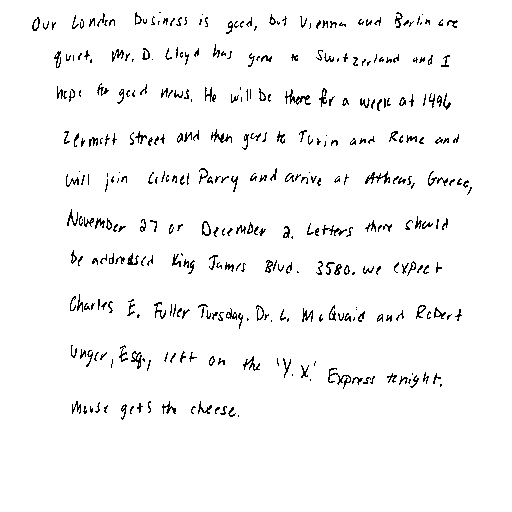 Our London business is good, but Vienna and Berlin are
quiet. Mr. D. Lloyd has gone to Switzerland and I
hope for good news. He will be there for a week at 1496
Zermott Street and then goes to Turin and Rome and
will join Colonel Parry and arrive at Athens, Greece,
November 27 or December 2. Letters there should
be addressed King James Blvd. 3580. We expect
Charles E. Fuller Tuesday. Dr. L. McQuaid and Robert
Unger, Esq., left on the 'Y.X.' Express tonight.
Mouse gets the cheese.